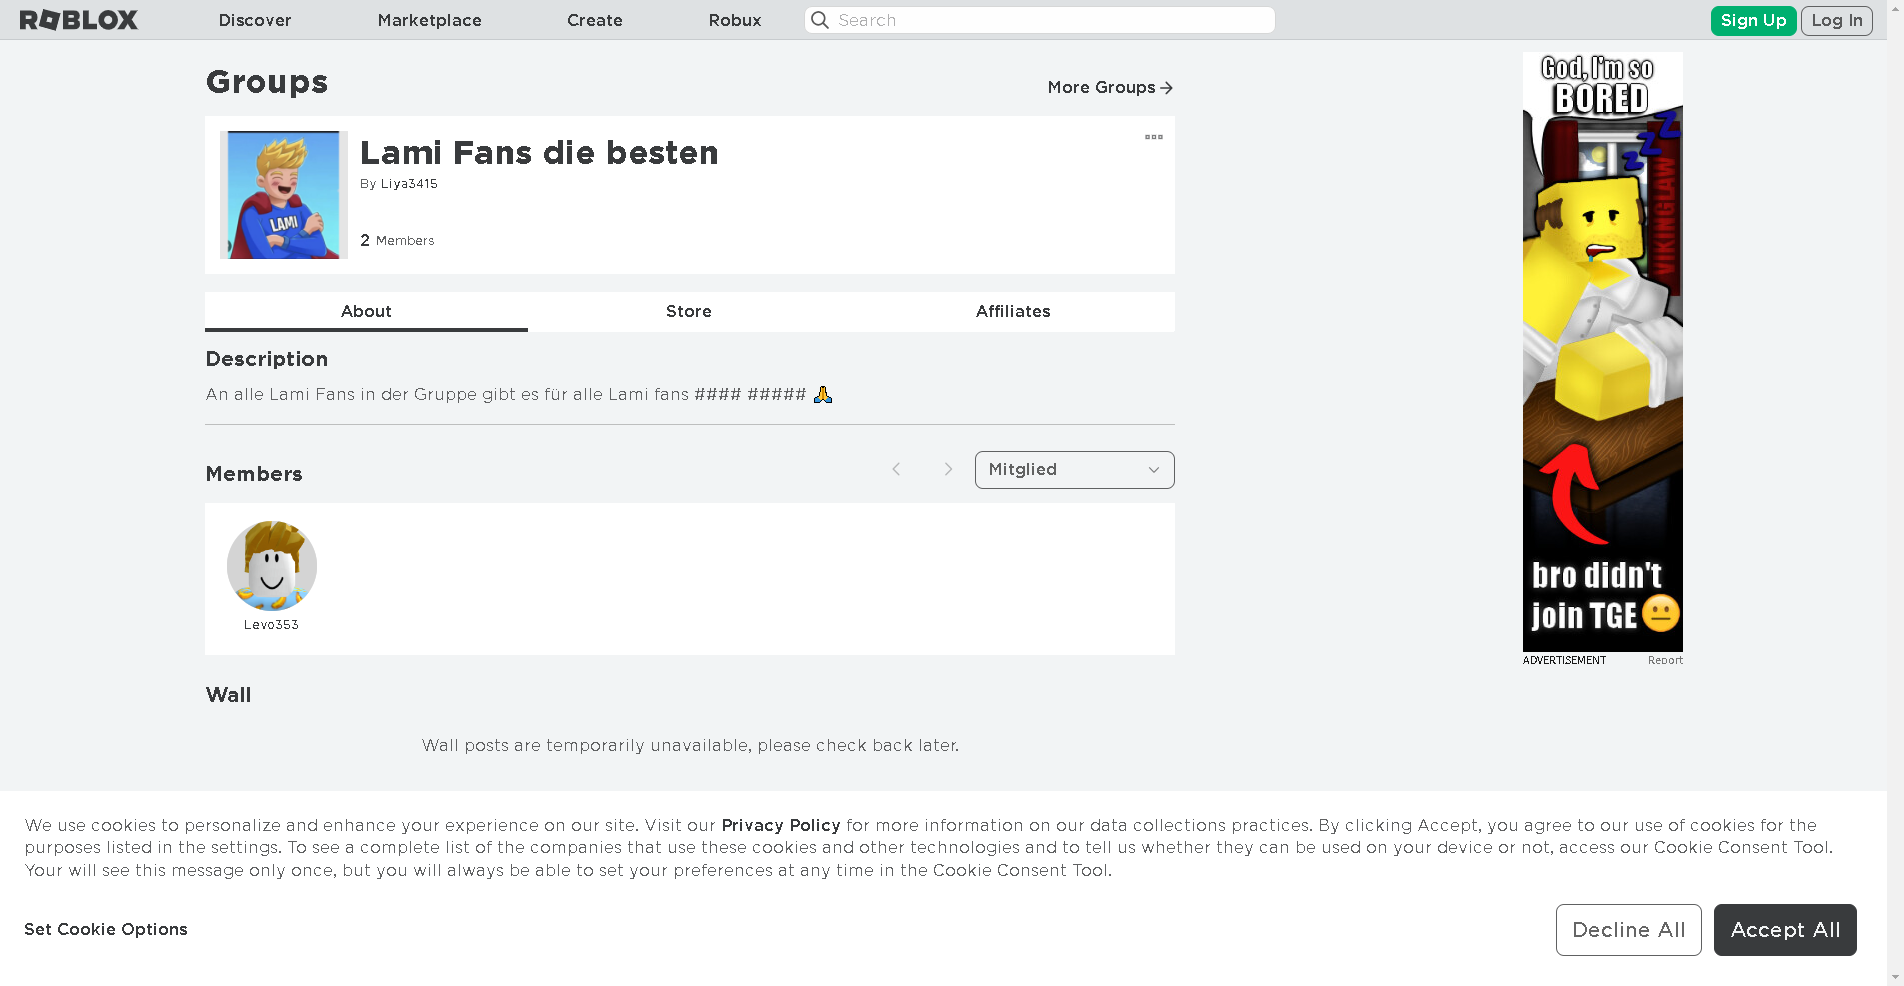 ROBLOX Discover Marketplace Create Robux Search Sign Up Log In
Groups
More Groups
LAMI
Lami Fans die besten
By Liya3415
2 Members
About Store Affiliates
Description
An alle Lami Fans in der Gruppe gibt es für alle Lami fans #### ##### 🙏
Members
Mitglied
Levo353
Wall
Wall posts are temporarily unavailable, please check back later.
God, I'm so
BORED
ZZZ
VIKINGLAW
bro didn't
join TGE 😐
ADVERTISEMENT Report
We use cookies to personalize and enhance your experience on our site. Visit our Privacy Policy for more information on our data collections practices. By clicking Accept, you agree to our use of cookies for the
purposes listed in the settings. To see a complete list of the companies that use these cookies and other technologies and to tell us whether they can be used on your device or not, access our Cookie Consent Tool.
Your will see this message only once, but you will always be able to set your preferences at any time in the Cookie Consent Tool.
Set Cookie Options
Decline All Accept All